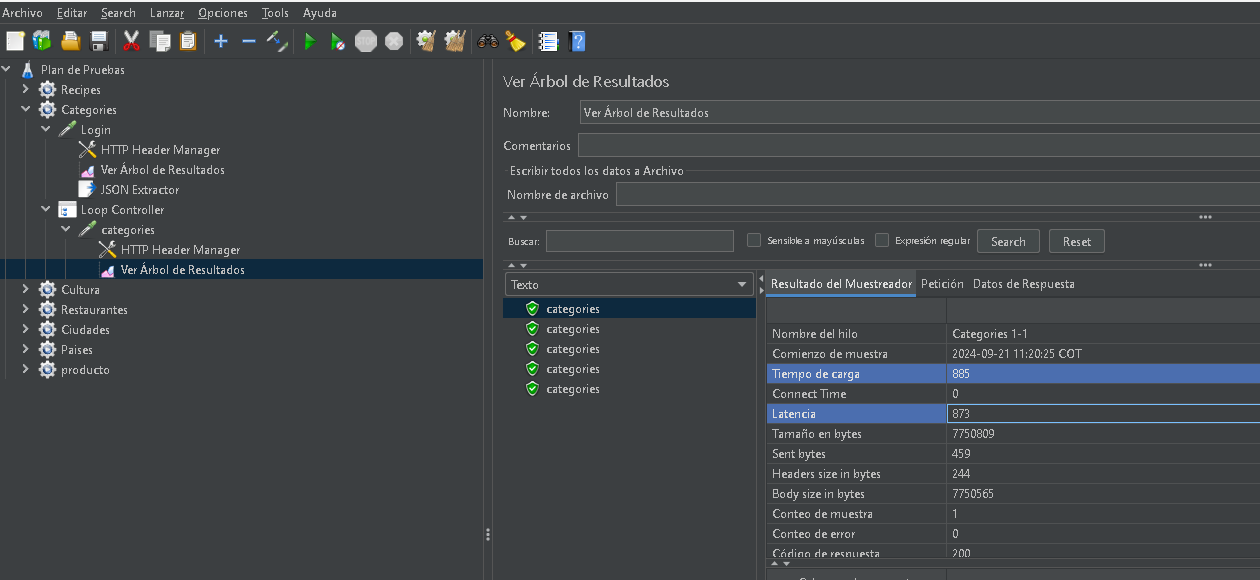 Archivo Editar Search Lanzar Opciones Tools Ayuda
STOP
Plan de Pruebas
Recipes
Categories
Login
HTTP Header Manager
Ver Árbol de Resultados
JSON Extractor
Loop Controller
categories
HTTP Header Manager
Ver Árbol de Resultados
Cultura
Restaurantes
Ciudades
Paises
producto
Ver Árbol de Resultados
Nombre: Ver Árbol de Resultados
Comentarios
Escribir todos los datos a Archivo
Nombre de archivo
Buscar: Sensible a mayúsculas Expresión regular Search Reset
Texto
categories
categories
categories
categories
categories
Resultado del Muestreador Petición Datos de Respuesta
Nombre del hilo Categories 1-1
Comienzo de muestra 2024-09-21 11:20:25 COT
Tiempo de carga 885
Connect Time 0
Latencia 873
Tamaño en bytes 7750809
Sent bytes 459
Headers size in bytes 244
Body size in bytes 7750565
Conteo de muestra 1
Conteo de error 0
Código de respuesta 200